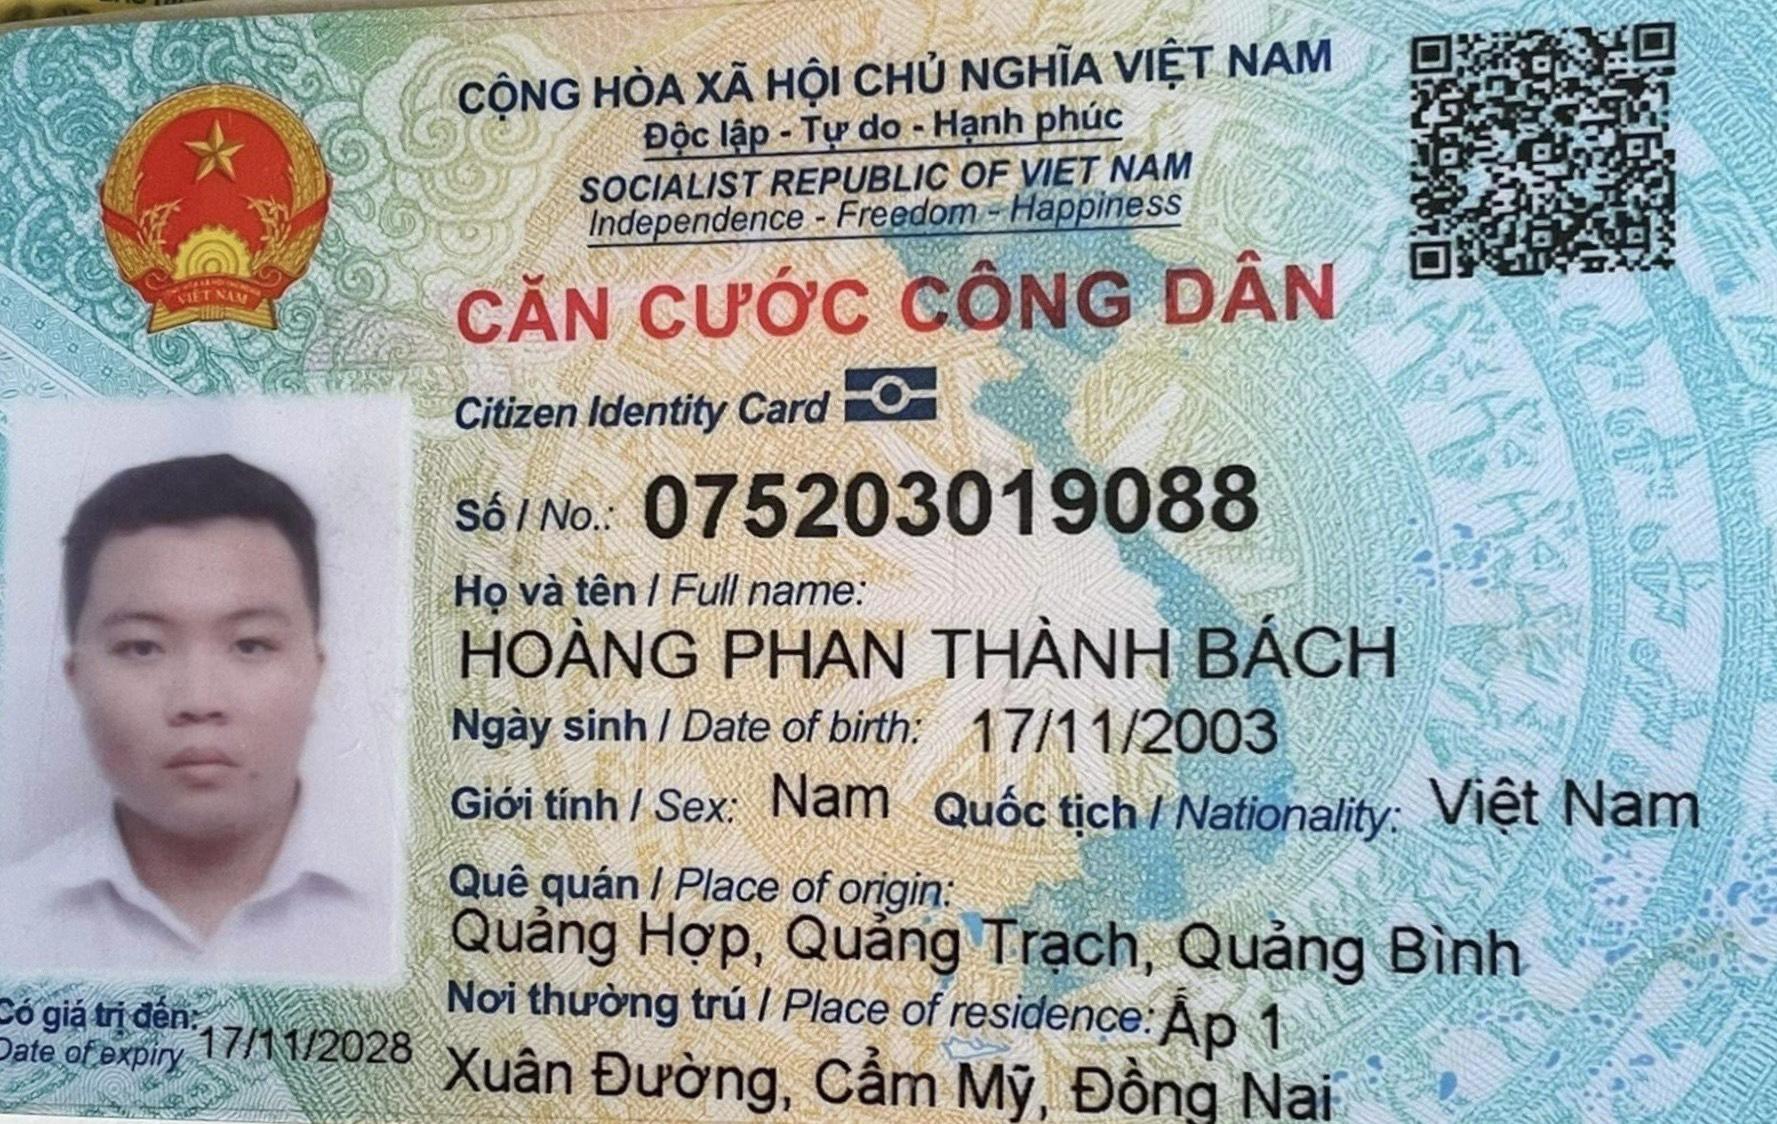 CỘNG HÒA XÃ HỘI CHỦ NGHĨA VIỆT NAM
Độc lập - Tự do - Hạnh phúc
SOCIALIST REPUBLIC OF VIET NAM
Independence - Freedom - Happiness
VIỆT NAM
CĂN CƯỚC CÔNG DÂN
Citizen Identity Card
Số / No.: 075203019088
Họ và tên / Full name:
HOÀNG PHAN THÀNH BÁCH
Ngày sinh / Date of birth: 17/11/2003
Giới tính / Sex: Nam Quốc tịch / Nationality: Việt Nam
Quê quán / Place of origin:
Quảng Hợp, Quảng Trạch, Quảng Bình
Nơi thường trú / Place of residence: Ấp 1
Xuân Đường, Cẩm Mỹ, Đồng Nai
Có giá trị đến: 17/11/2028
Date of expiry